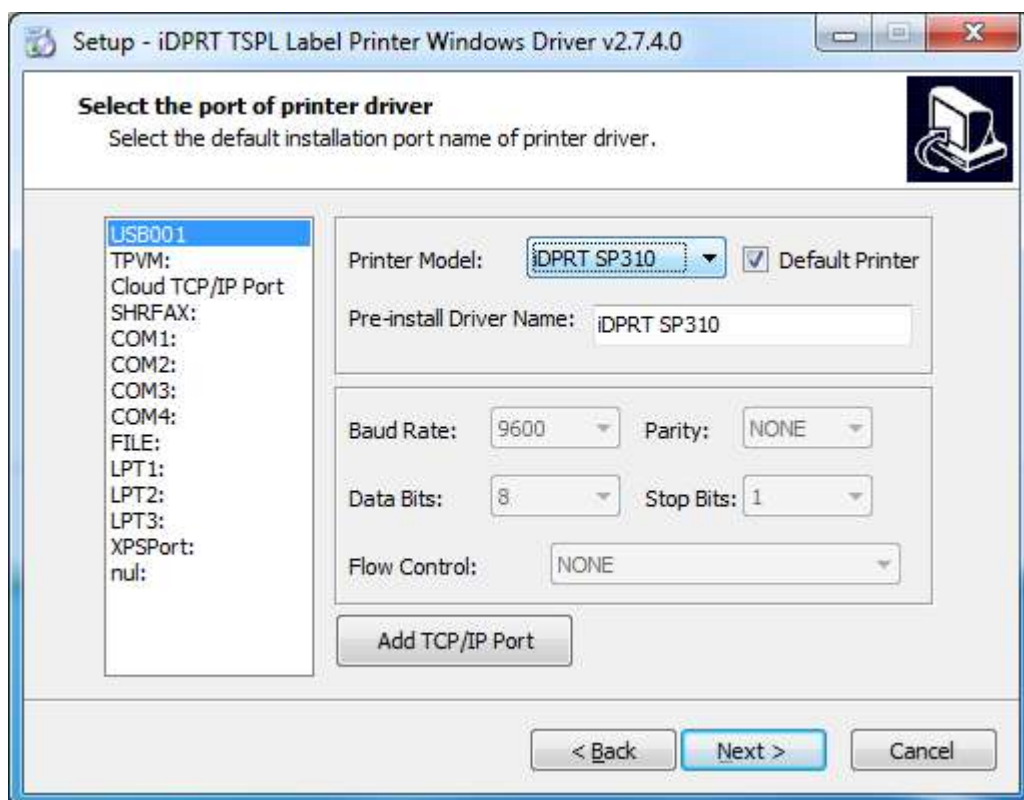 Setup - iDPRT TSPL Label Printer Windows Driver v2.7.4.0
Select the port of printer driver
Select the default installation port name of printer driver.
USB001
TPVM:
Cloud TCP/IP Port
SHRFAX:
COM1:
COM2:
COM3:
COM4:
FILE:
LPT1:
LPT2:
LPT3:
XPSPort:
nul:
Printer Model: iDPRT SP310 Default Printer
Pre-install Driver Name: iDPRT SP310
Baud Rate: 9600 Parity: NONE
Data Bits: 8 Stop Bits: 1
Flow Control: NONE
Add TCP/IP Port
< Back Next > Cancel